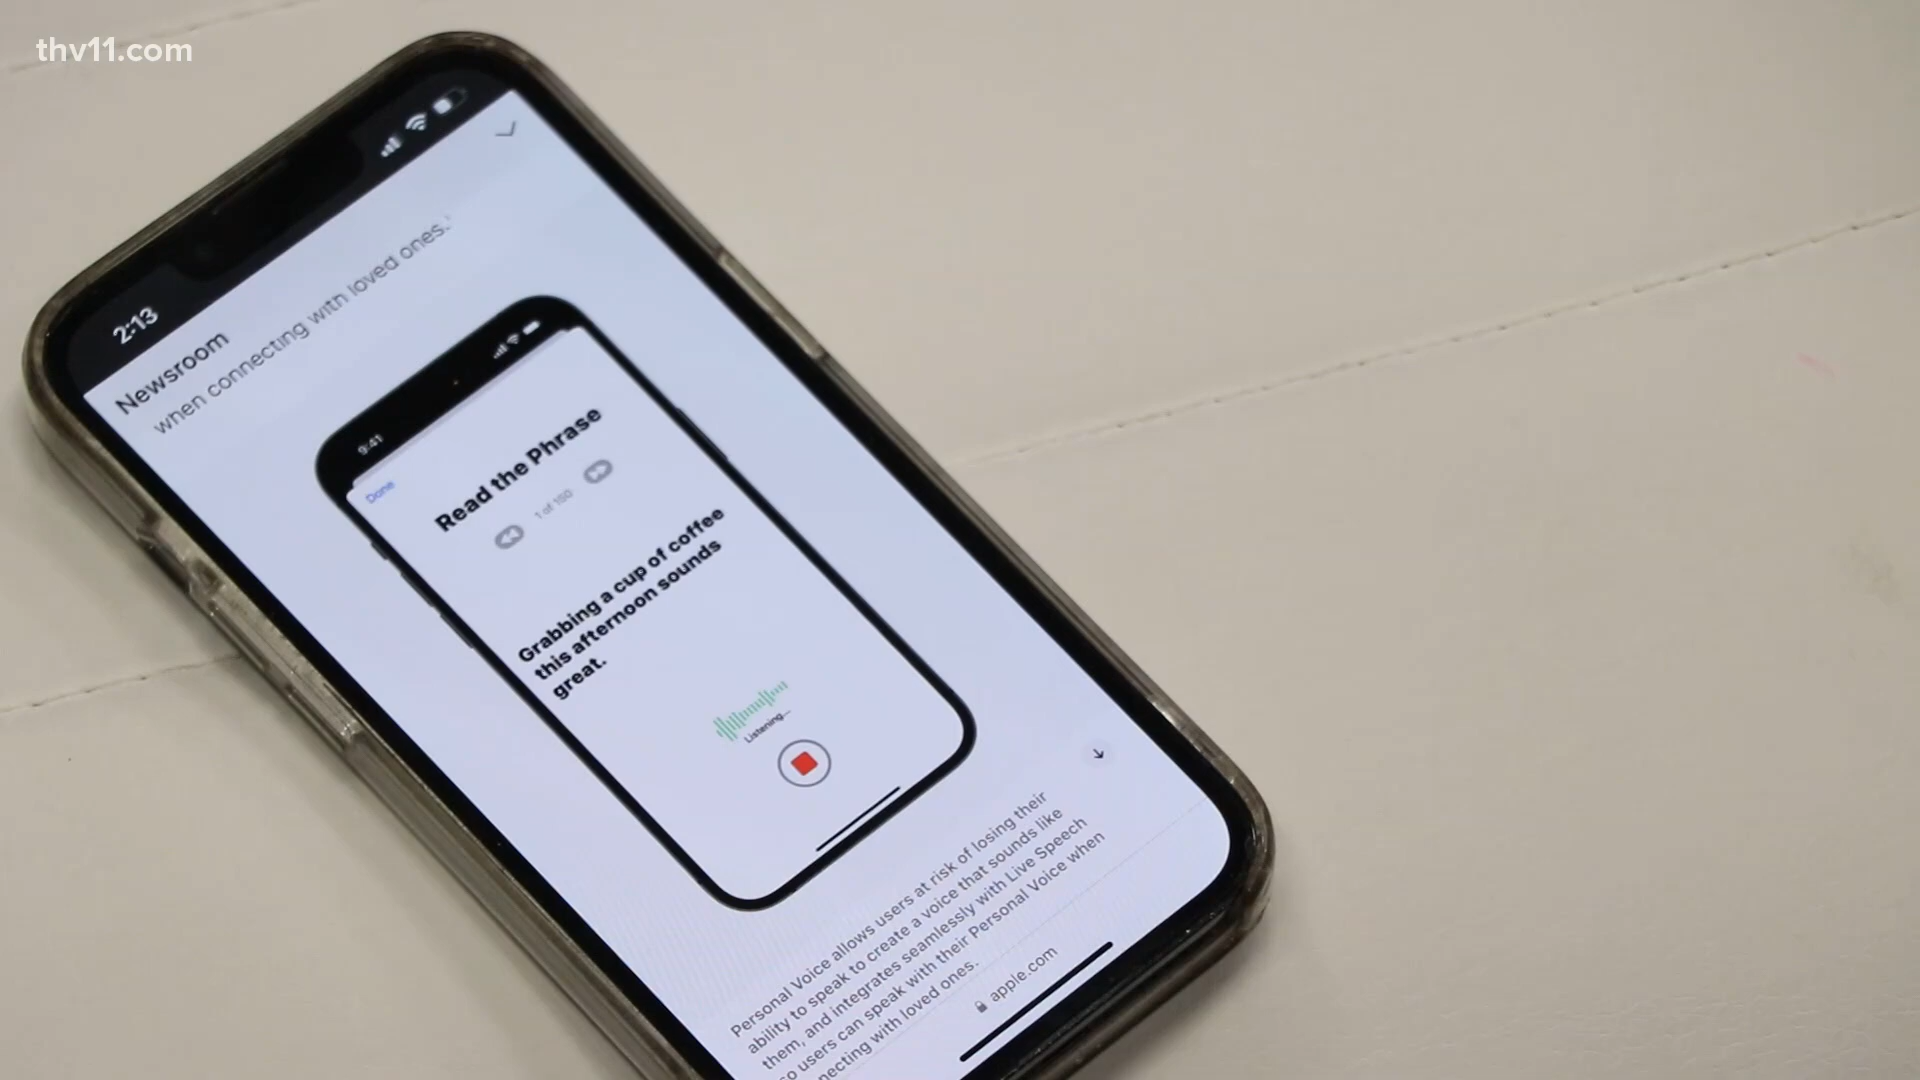 thv11.com
2:13
Newsroom
when connecting with loved ones.
9:41
Done
Read the Phrase
1 of 150
Grabbing a cup of coffee
this afternoon sounds
great.
Listening...
Personal Voice allows users at risk of losing their
ability to speak to create a voice that sounds like
them, and integrates seamlessly with Live Speech
so users can speak with their Personal Voice when
necting with loved ones.
apple.com